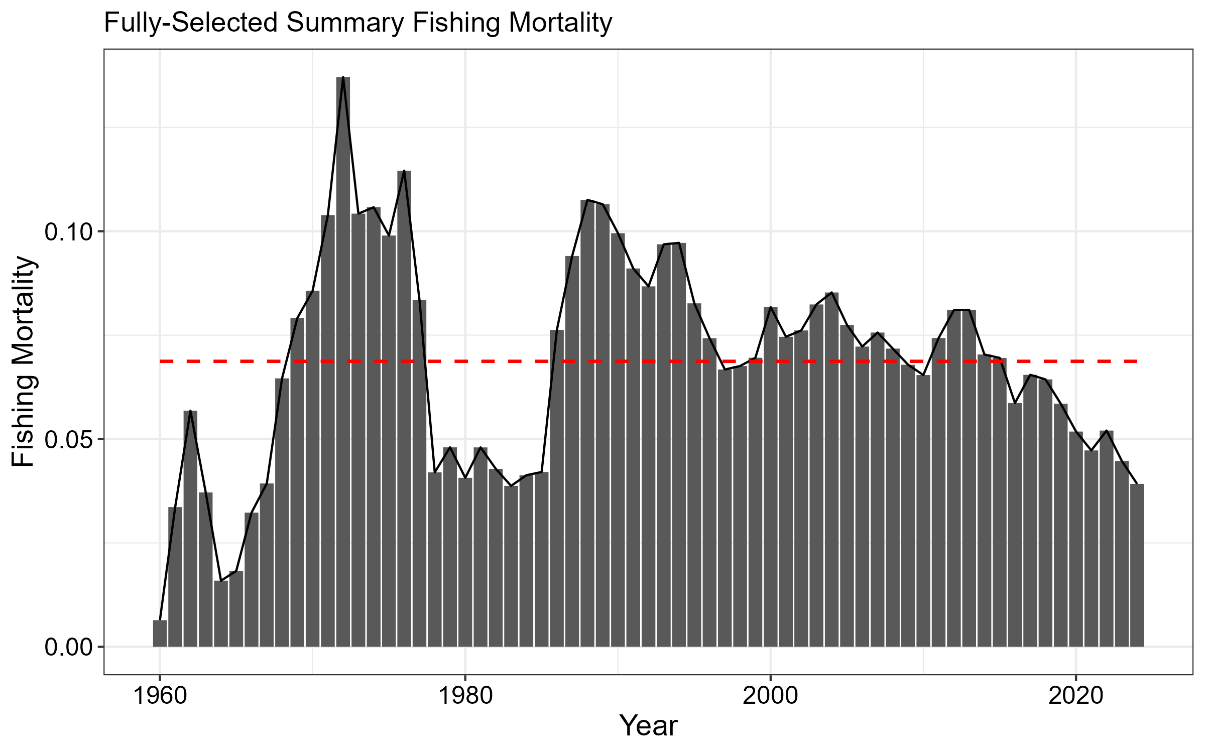 Fully-Selected Summary Fishing Mortality
Fishing Mortality
0.10
0.05
0.00
1960 1980 2000 2020
Year